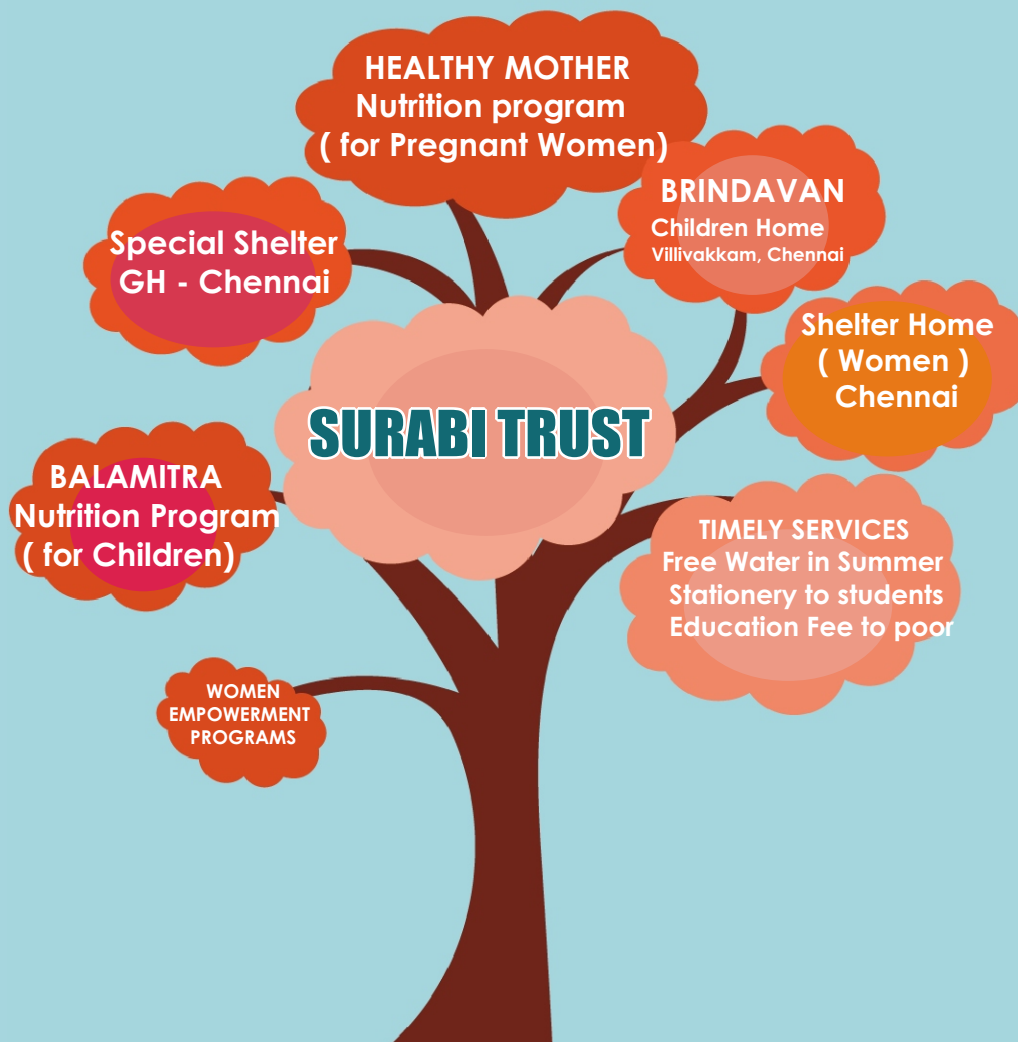 HEALTHY MOTHER
Nutrition program
( for Pregnant Women)
BRINDAVAN
Children Home
Villivakkam, Chennai
Special Shelter
GH - Chennai
Shelter Home
( Women )
Chennai
SURABI TRUST
BALAMITRA
Nutrition Program
( for Children)
TIMELY SERVICES
Free Water in Summer
Stationery to students
Education Fee to poor
WOMEN
EMPOWERMENT
PROGRAMS